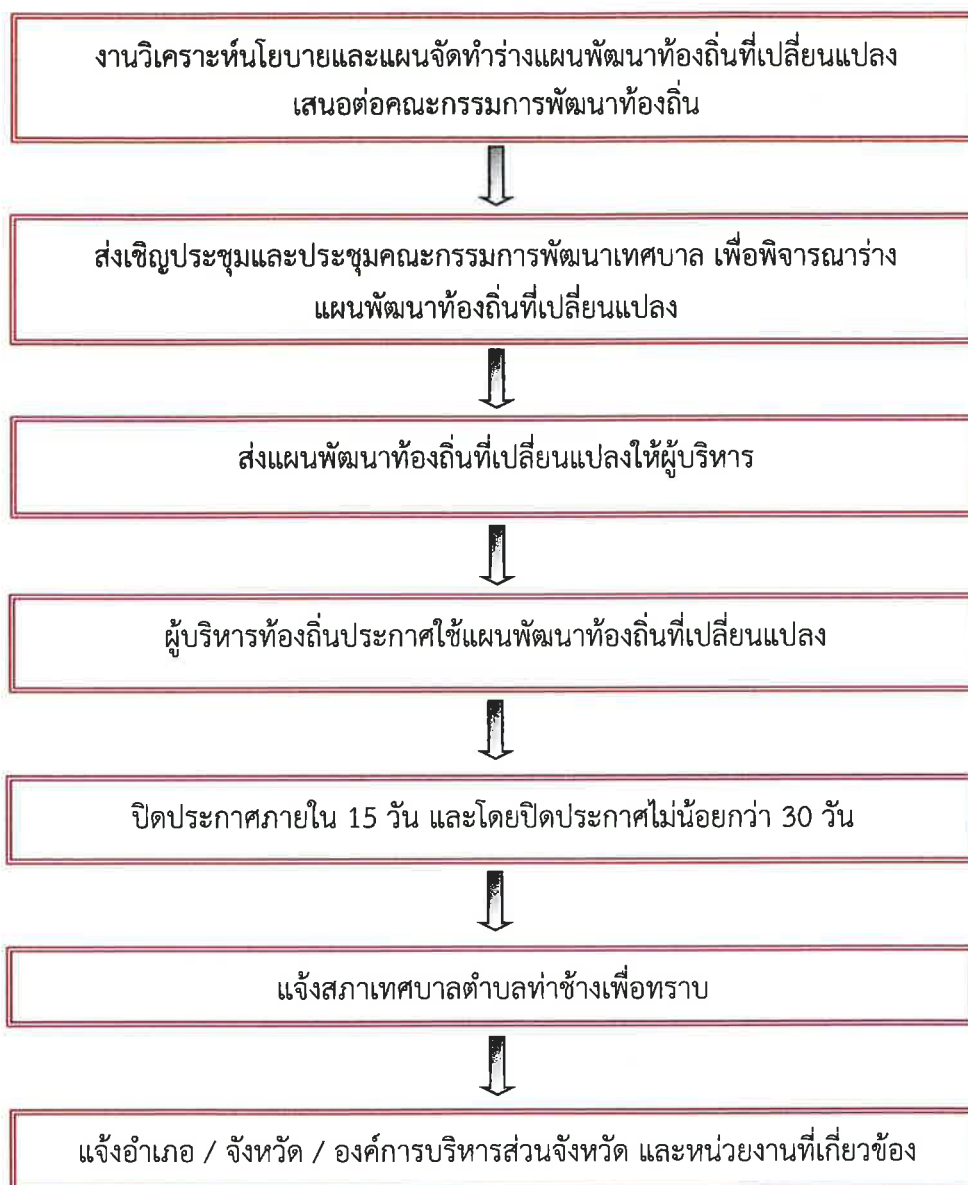 งานวิเคราะห์นโยบายและแผนจัดทำร่างแผนพัฒนาท้องถิ่นที่เปลี่ยนแปลง
เสนอต่อคณะกรรมการพัฒนาท้องถิ่น
ส่งเชิญประชุมและประชุมคณะกรรมการพัฒนาเทศบาล เพื่อพิจารณาร่าง
แผนพัฒนาท้องถิ่นที่เปลี่ยนแปลง
ส่งแผนพัฒนาท้องถิ่นที่เปลี่ยนแปลงให้ผู้บริหาร
ผู้บริหารท้องถิ่นประกาศใช้แผนพัฒนาท้องถิ่นที่เปลี่ยนแปลง
ปิดประกาศภายใน 15 วัน และโดยปิดประกาศไม่น้อยกว่า 30 วัน
แจ้งสภาเทศบาลตำบลท่าช้างเพื่อทราบ
แจ้งอำเภอ / จังหวัด / องค์การบริหารส่วนจังหวัด และหน่วยงานที่เกี่ยวข้อง